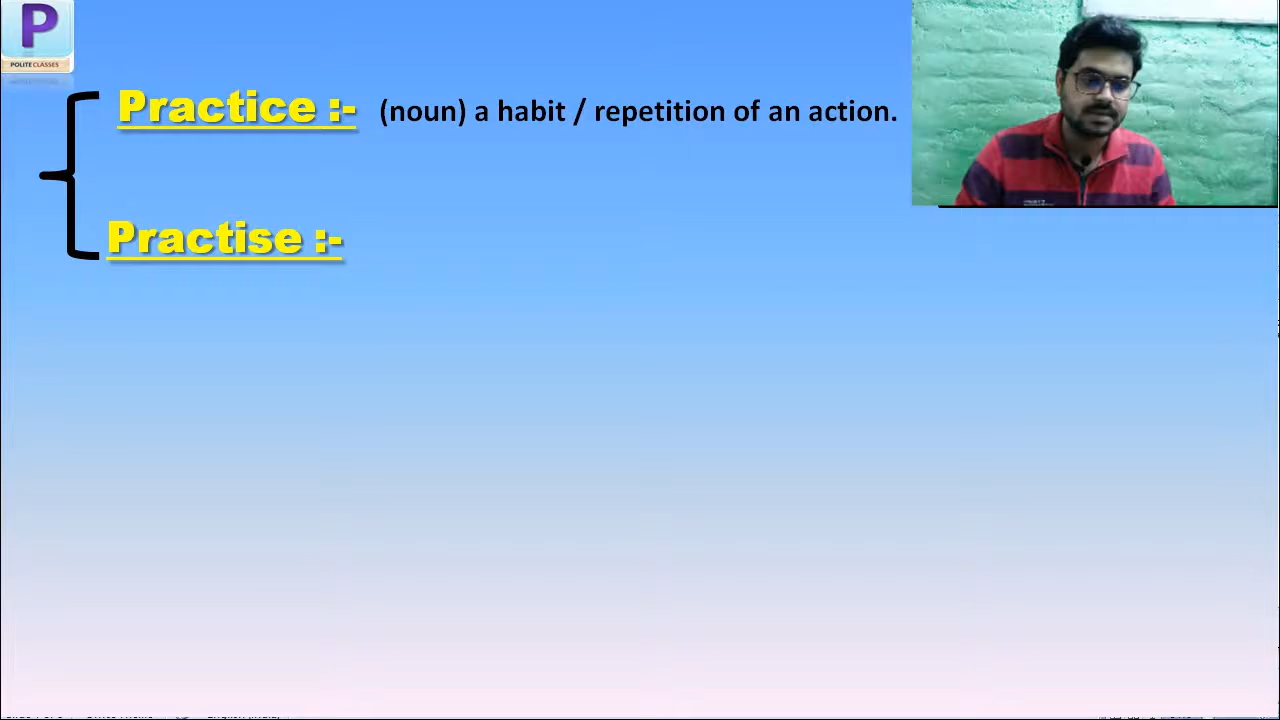 P
POLITE CLASSES
Practice :- (noun) a habit / repetition of an action.
Practise :-